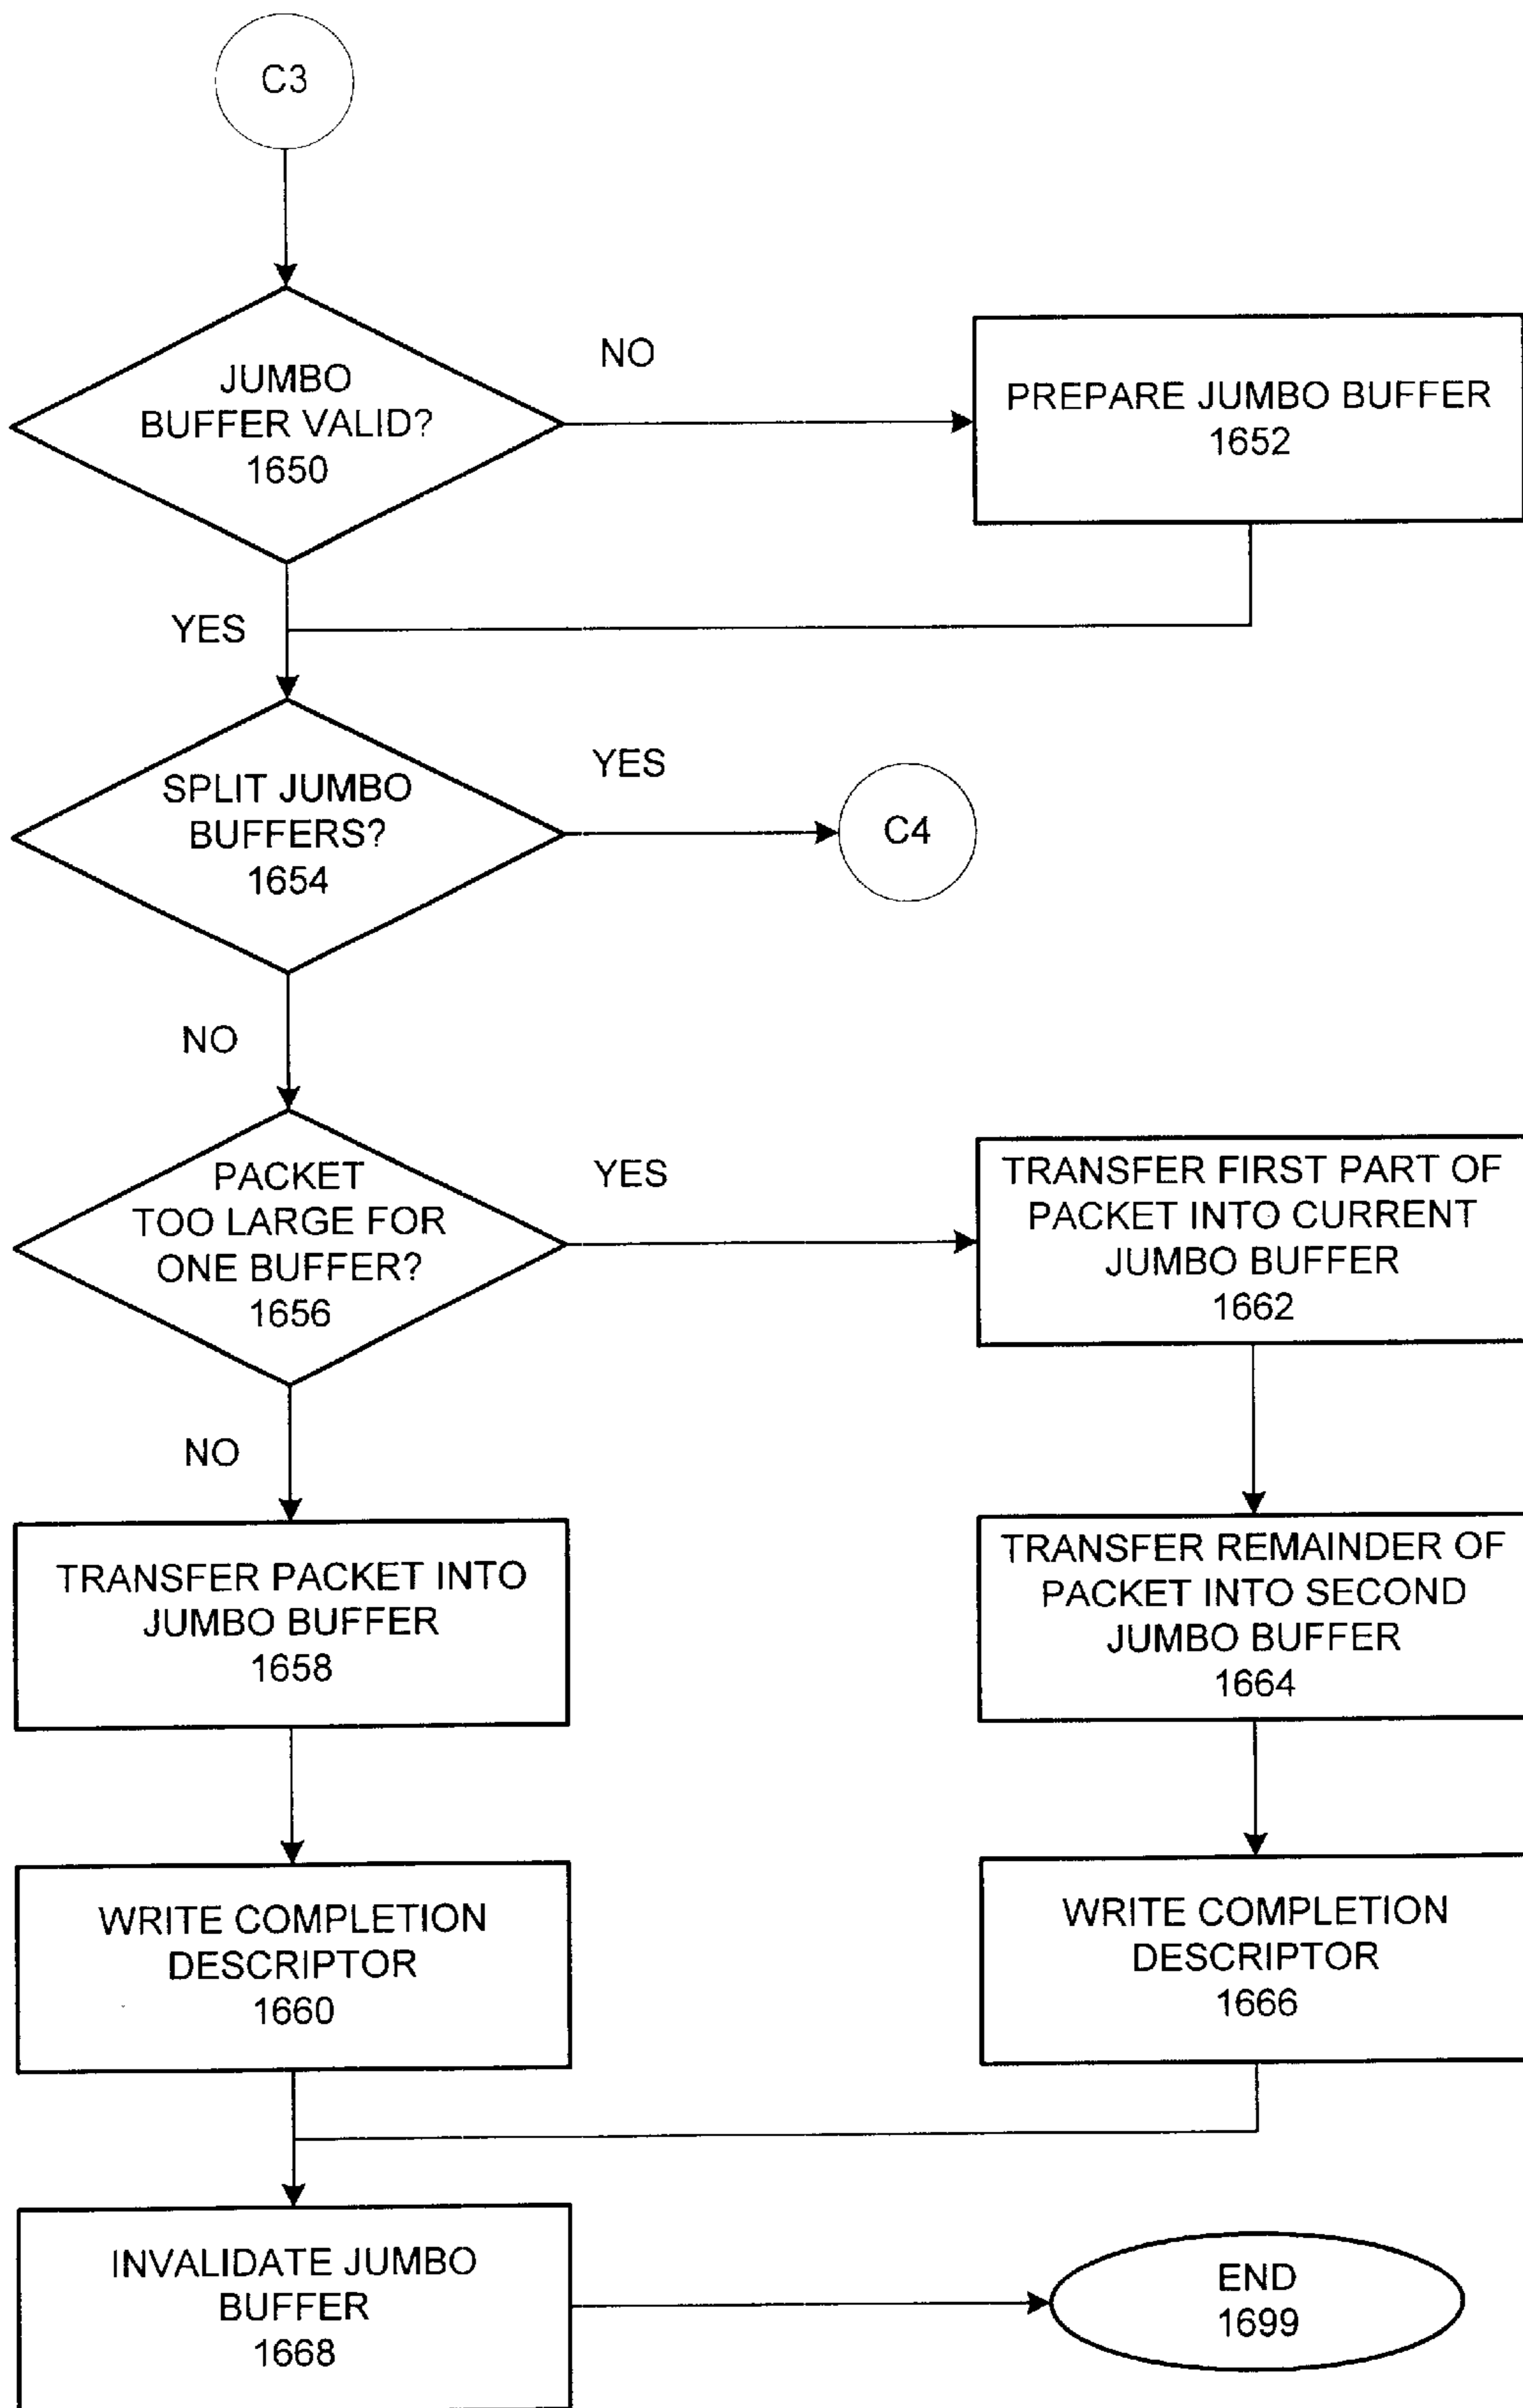 C3
JUMBO
BUFFER VALID?
1650
NO
PREPARE JUMBO BUFFER
1652
YES
SPLIT JUMBO
BUFFERS?
1654
YES
C4
NO
PACKET
TOO LARGE FOR
ONE BUFFER?
1656
YES
TRANSFER FIRST PART OF
PACKET INTO CURRENT
JUMBO BUFFER
1662
NO
TRANSFER PACKET INTO
JUMBO BUFFER
1658
TRANSFER REMAINDER OF
PACKET INTO SECOND
JUMBO BUFFER
1664
WRITE COMPLETION
DESCRIPTOR
1660
WRITE COMPLETION
DESCRIPTOR
1666
INVALIDATE JUMBO
BUFFER
1668
END
1699